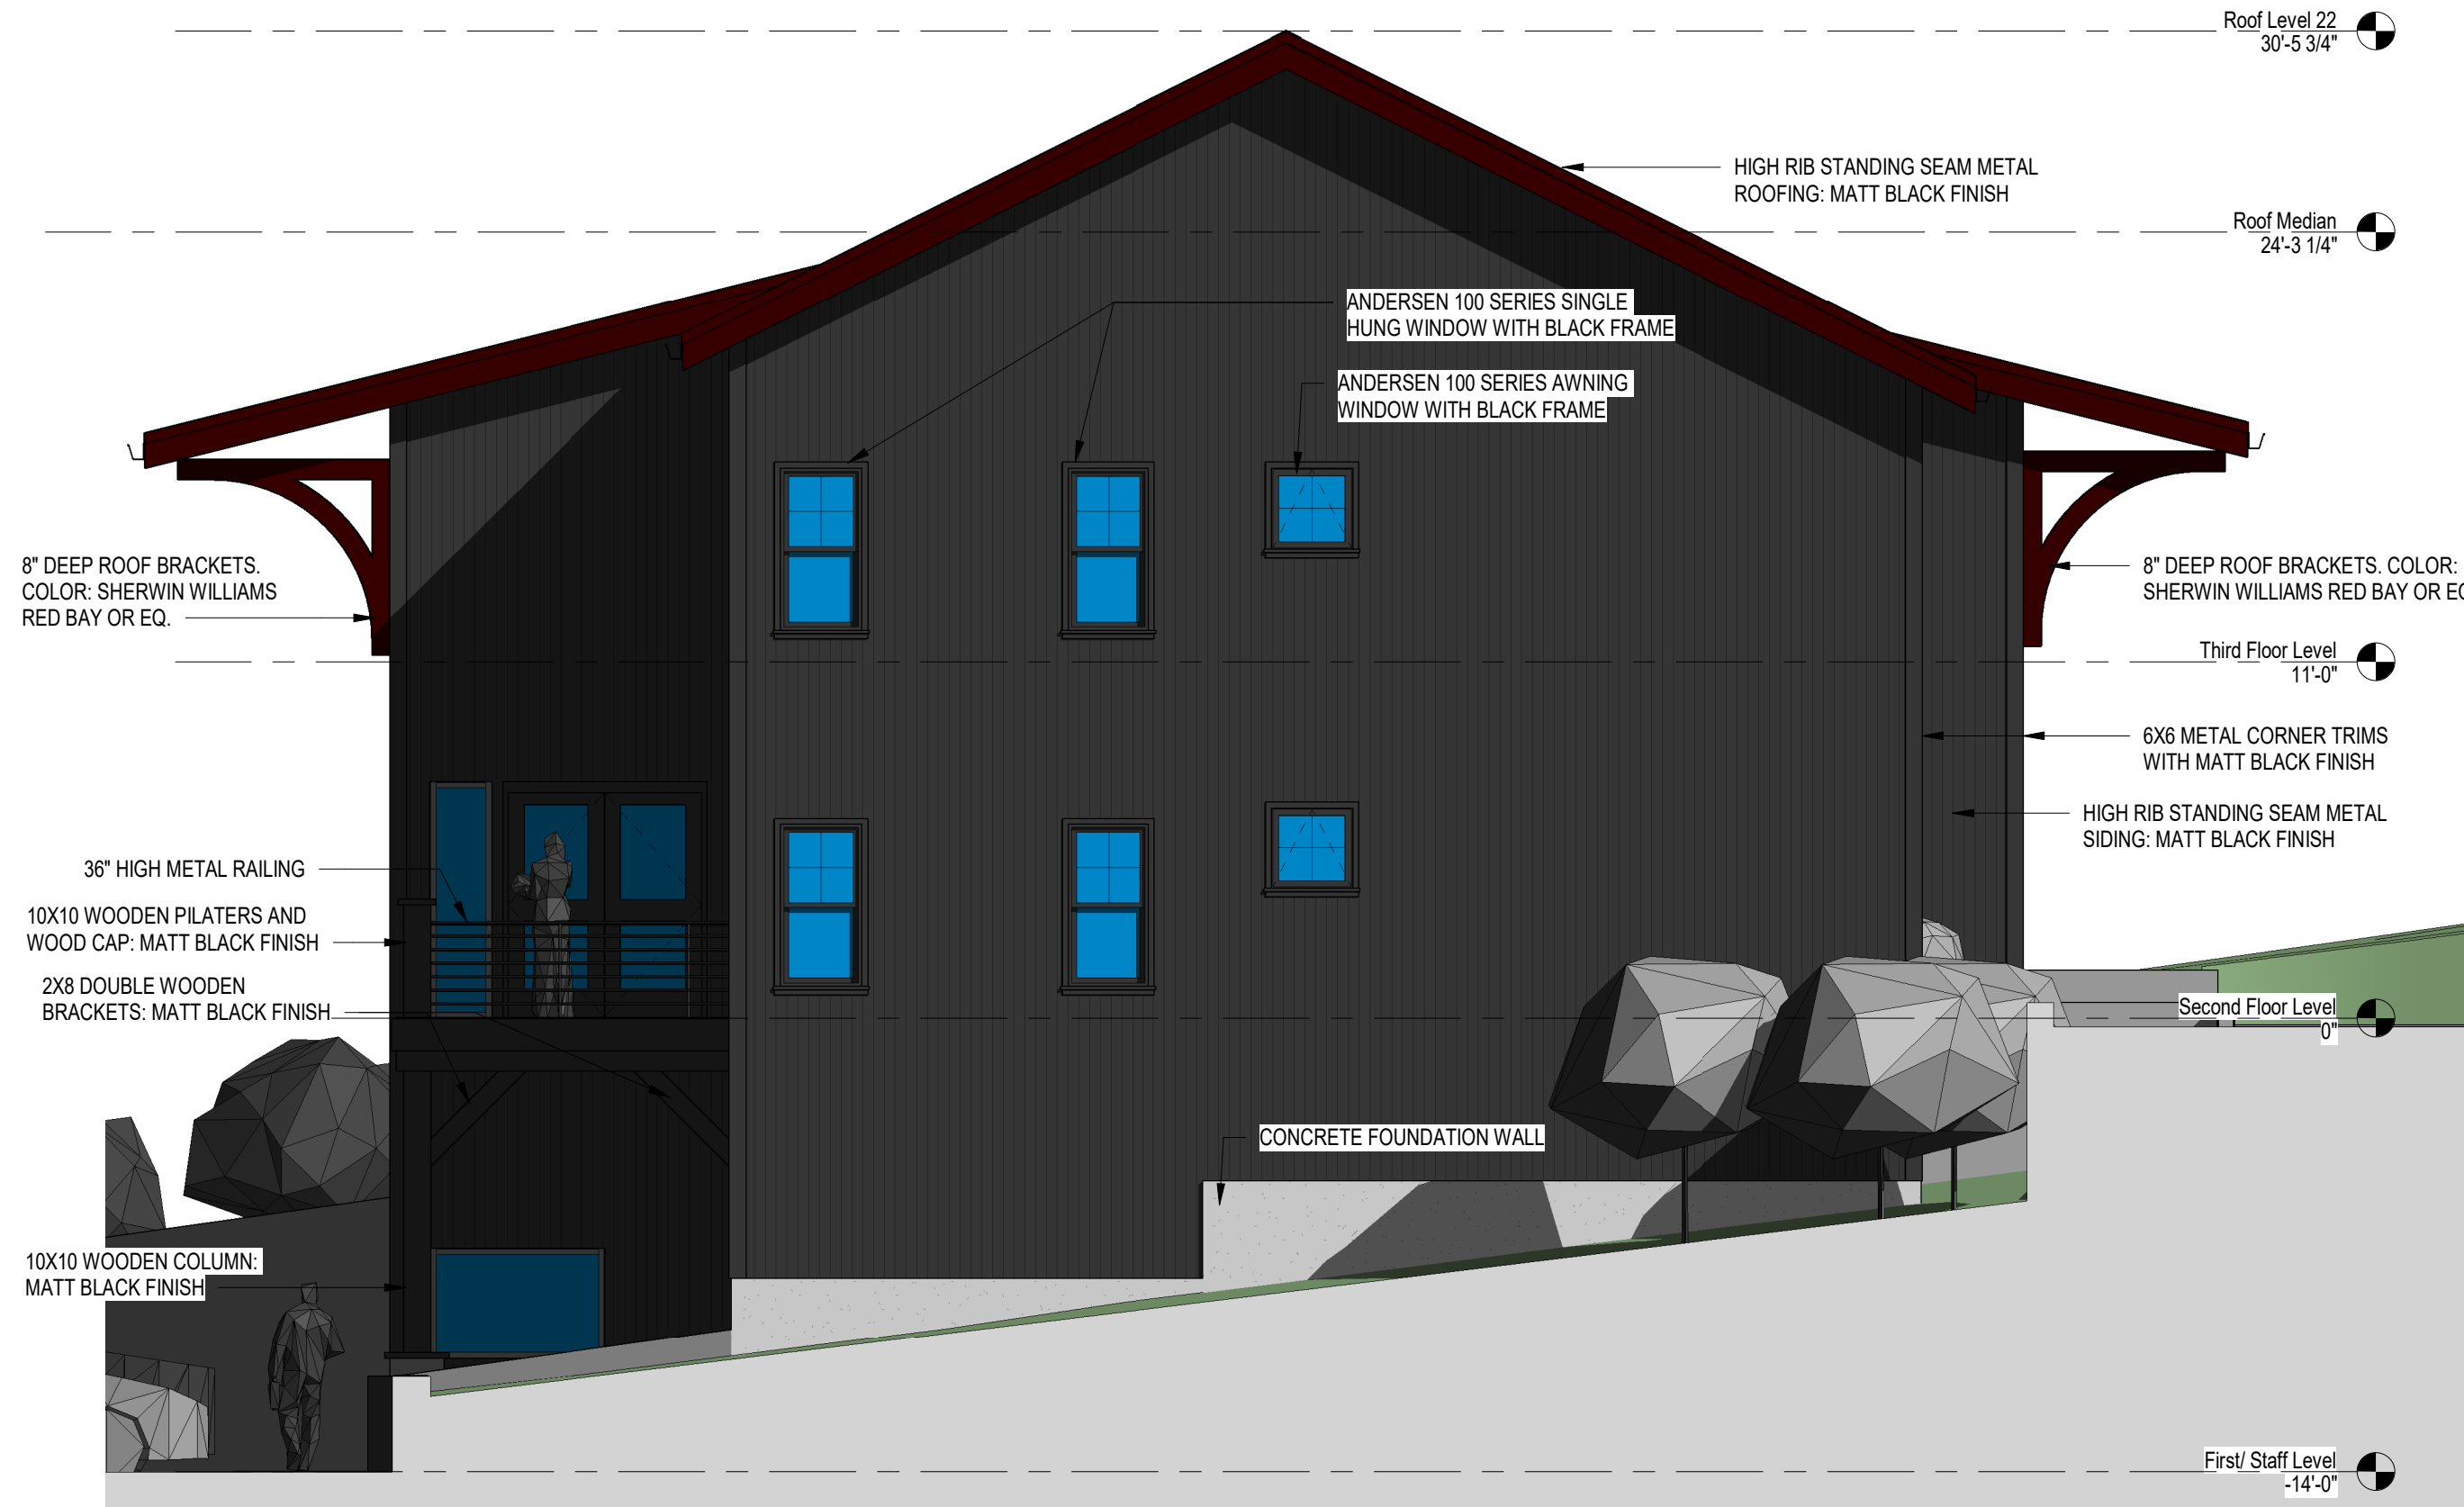 Roof Level 22
30'-5 3/4"
HIGH RIB STANDING SEAM METAL
ROOFING: MATT BLACK FINISH
Roof Median
24'-3 1/4"
ANDERSEN 100 SERIES SINGLE
HUNG WINDOW WITH BLACK FRAME
ANDERSEN 100 SERIES AWNING
WINDOW WITH BLACK FRAME
8" DEEP ROOF BRACKETS.
COLOR: SHERWIN WILLIAMS
RED BAY OR EQ.
8" DEEP ROOF BRACKETS. COLOR:
SHERWIN WILLIAMS RED BAY OR
Third Floor Level
11'-0"
6X6 METAL CORNER TRIMS
WITH MATT BLACK FINISH
HIGH RIB STANDING SEAM METAL
SIDING: MATT BLACK FINISH
36" HIGH METAL RAILING
10X10 WOODEN PILATERS AND
WOOD CAP: MATT BLACK FINISH
2X8 DOUBLE WOODEN
BRACKETS: MATT BLACK FINISH
Second Floor Level
0"
CONCRETE FOUNDATION WALL
10X10 WOODEN COLUMN:
MATT BLACK FINISH
First/ Staff Level
-14'-0"